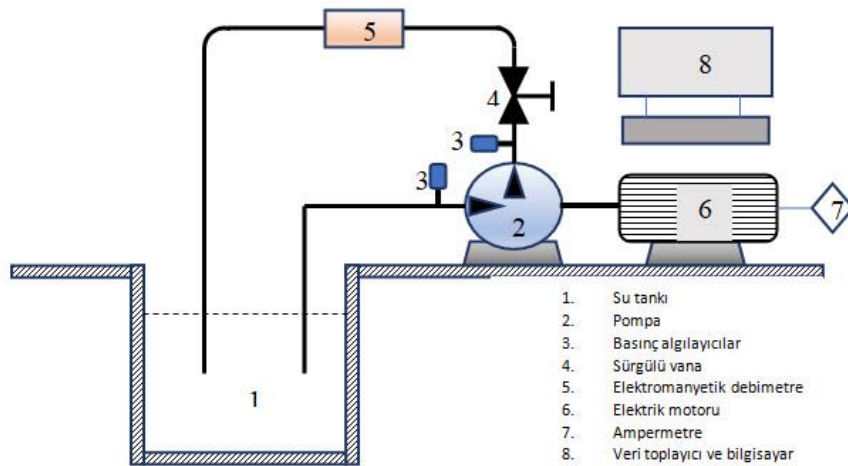 5
8
4
3
3
2
6
7
1
1. Su tankı
2. Pompa
3. Basınç algılayıcılar
4. Sürgülü vana
5. Elektromanyetik debimetre
6. Elektrik motoru
7. Ampermetre
8. Veri toplayıcı ve bilgisayar